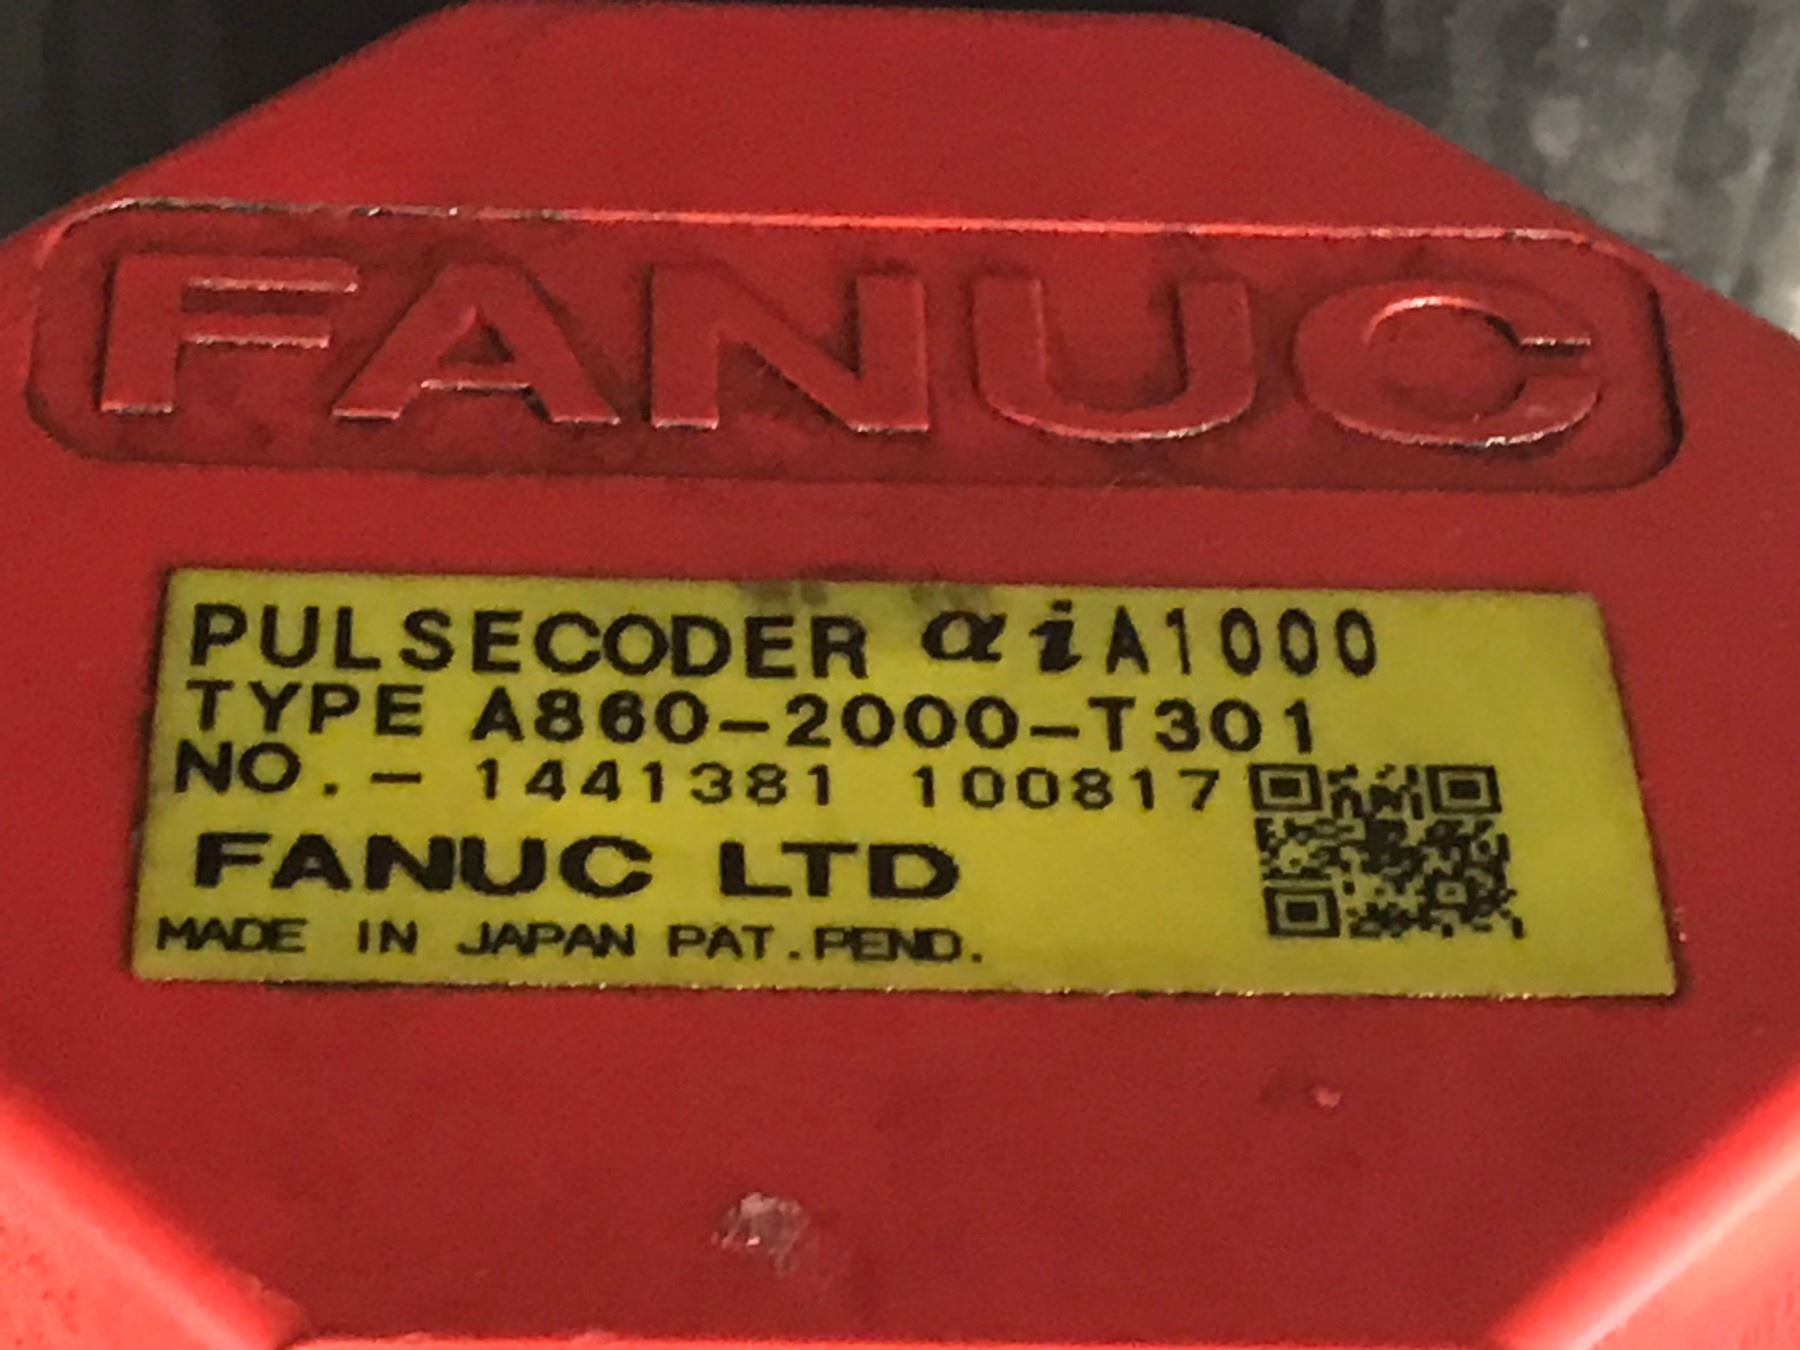 FANUC
PULSECODER αiA1000
TYPE A860-2000-T301
NO.- 1441381 100817
FANUC LTD
MADE IN JAPAN PAT.PEND.